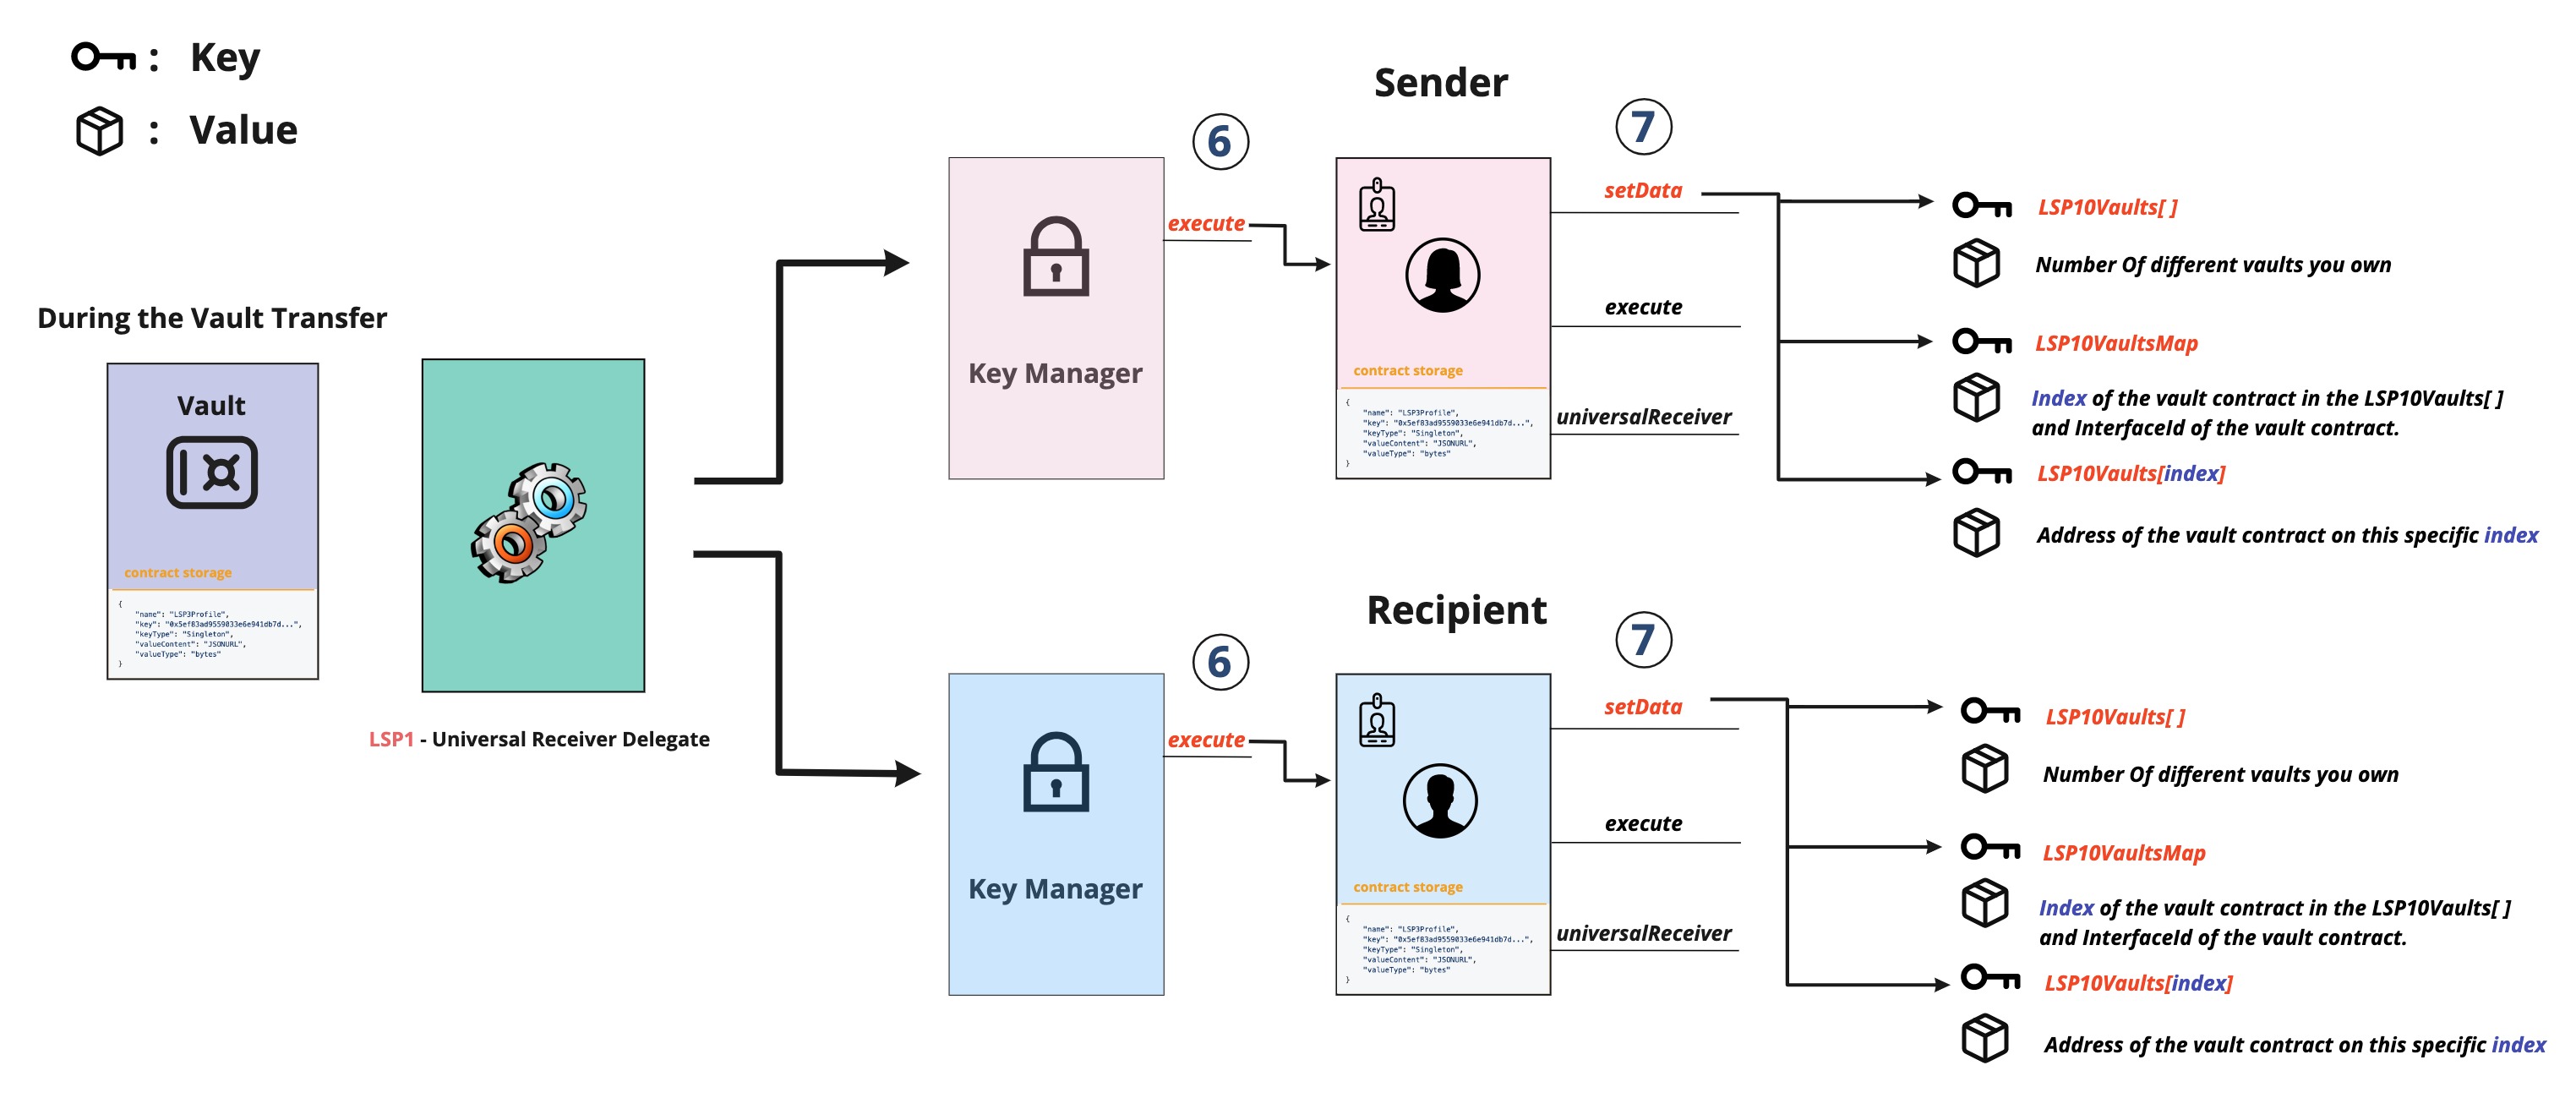 : Key
: Value
During the Vault Transfer
Vault
contract storage
{
"name": "LSP3Profile",
"key": "0x5ef83ad9559033e6e941db7d...",
"keyType": "Singleton",
"valueContent": "JSONURL",
"valueType": "bytes"
}
LSP1 - Universal Receiver Delegate
Sender
6
7
Key Manager
execute
contract storage
{
"name": "LSP3Profile",
"key": "0x5ef83ad9559033e6e941db7d...",
"keyType": "Singleton",
"valueContent": "JSONURL",
"valueType": "bytes"
}
setData
execute
universalReceiver
LSP10Vaults[ ]
Number Of different vaults you own
LSP10VaultsMap
Index of the vault contract in the LSP10Vaults[ ]
and InterfaceId of the vault contract.
LSP10Vaults[index]
Address of the vault contract on this specific index
Recipient
6
7
Key Manager
execute
contract storage
{
"name": "LSP3Profile",
"key": "0x5ef83ad9559033e6e941db7d...",
"keyType": "Singleton",
"valueContent": "JSONURL",
"valueType": "bytes"
}
setData
execute
universalReceiver
LSP10Vaults[ ]
Number Of different vaults you own
LSP10VaultsMap
Index of the vault contract in the LSP10Vaults[ ]
and InterfaceId of the vault contract.
LSP10Vaults[index]
Address of the vault contract on this specific index